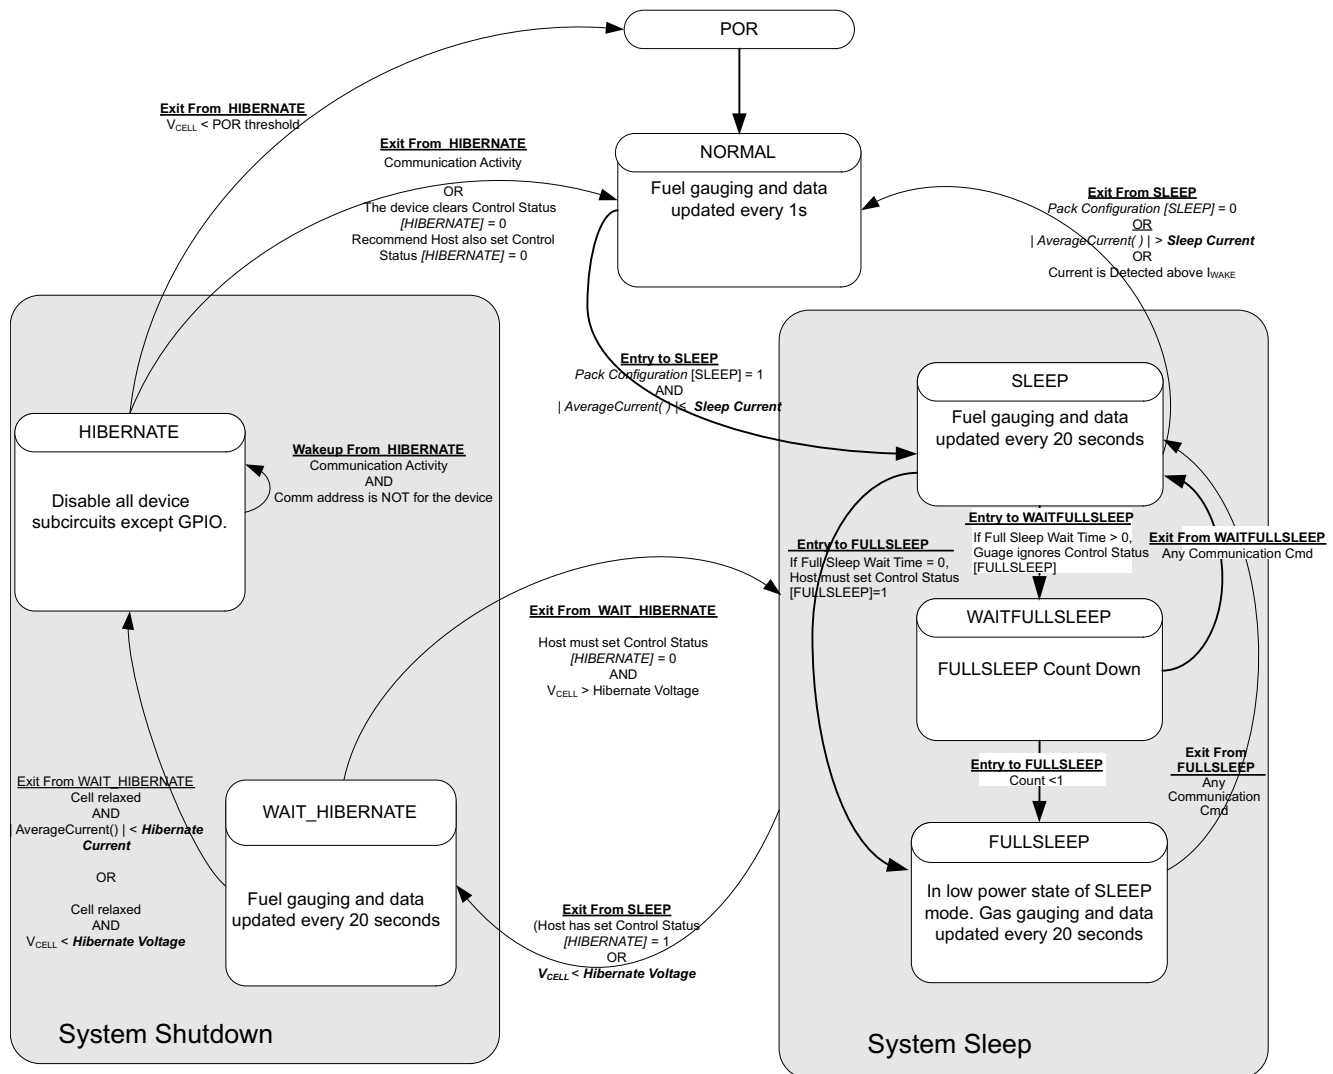 POR
Exit From HIBERNATE
VCELL < POR threshold
Exit From HIBERNATE
Communication Activity
OR
The device clears Control Status
[HIBERNATE] = 0
Recommend Host also set Control
Status [HIBERNATE] = 0
NORMAL
Fuel gauging and data
updated every 1s
Exit From SLEEP
Pack Configuration [SLEEP] = 0
OR
| AverageCurrent( ) | > Sleep Current
OR
Current is Detected above IWAKE
Entry to SLEEP
Pack Configuration [SLEEP] = 1
AND
| AverageCurrent( ) |≤ Sleep Current
SLEEP
Fuel gauging and data
updated every 20 seconds
HIBERNATE
Disable all device
subcircuits except GPIO.
Wakeup From HIBERNATE
Communication Activity
AND
Comm address is NOT for the device
Entry to WAITFULLSLEEP
If Full Sleep Wait Time > 0,
Guage ignores Control Status
[FULLSLEEP]
Exit From WAITFULLSLEEP
Any Communication Cmd
Entry to FULLSLEEP
If Full Sleep Wait Time = 0,
Host must set Control Status
[FULLSLEEP]=1
WAITFULLSLEEP
FULLSLEEP Count Down
Exit From WAIT_HIBERNATE
Host must set Control Status
[HIBERNATE] = 0
AND
VCELL > Hibernate Voltage
Entry to FULLSLEEP
Count <1
Exit From
FULLSLEEP
Any
Communication
Cmd
Exit From WAIT_HIBERNATE
Cell relaxed
AND
| AverageCurrent() | < Hibernate
Current
OR
Cell relaxed
AND
VCELL < Hibernate Voltage
WAIT_HIBERNATE
Fuel gauging and data
updated every 20 seconds
FULLSLEEP
In low power state of SLEEP
mode. Gas gauging and data
updated every 20 seconds
Exit From SLEEP
(Host has set Control Status
[HIBERNATE] = 1
OR
VCELL < Hibernate Voltage
System Shutdown
System Sleep